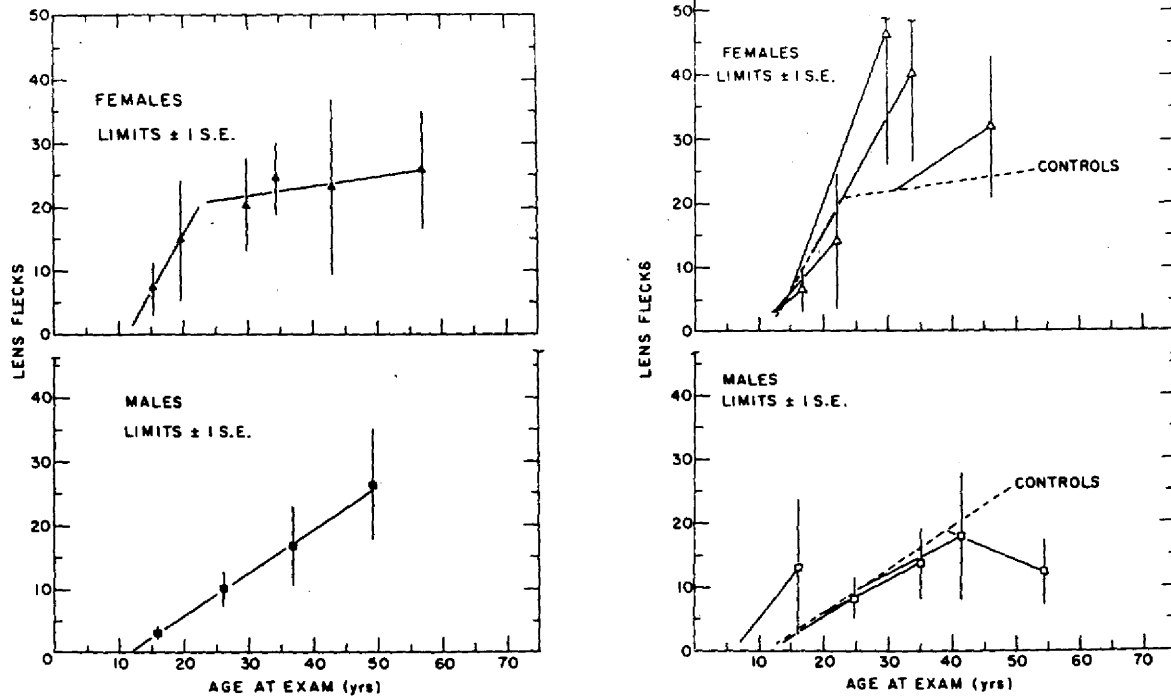 50
40
30
20
10
0
FEMALES
LIMITS ± 1 S.E.
LENS FLECKS
40
30
20
10
0
MALES
LIMITS ± 1 S.E.
0 10 20 30 40 50 60 70
AGE AT EXAM (yrs)
50
40
30
20
10
0
FEMALES
LIMITS ± 1 S.E.
CONTROLS
LENS FLECKS
40
30
20
10
0
MALES
LIMITS ± 1 S.E.
CONTROLS
10 20 30 40 50 60 70
AGE AT EXAM (yrs)